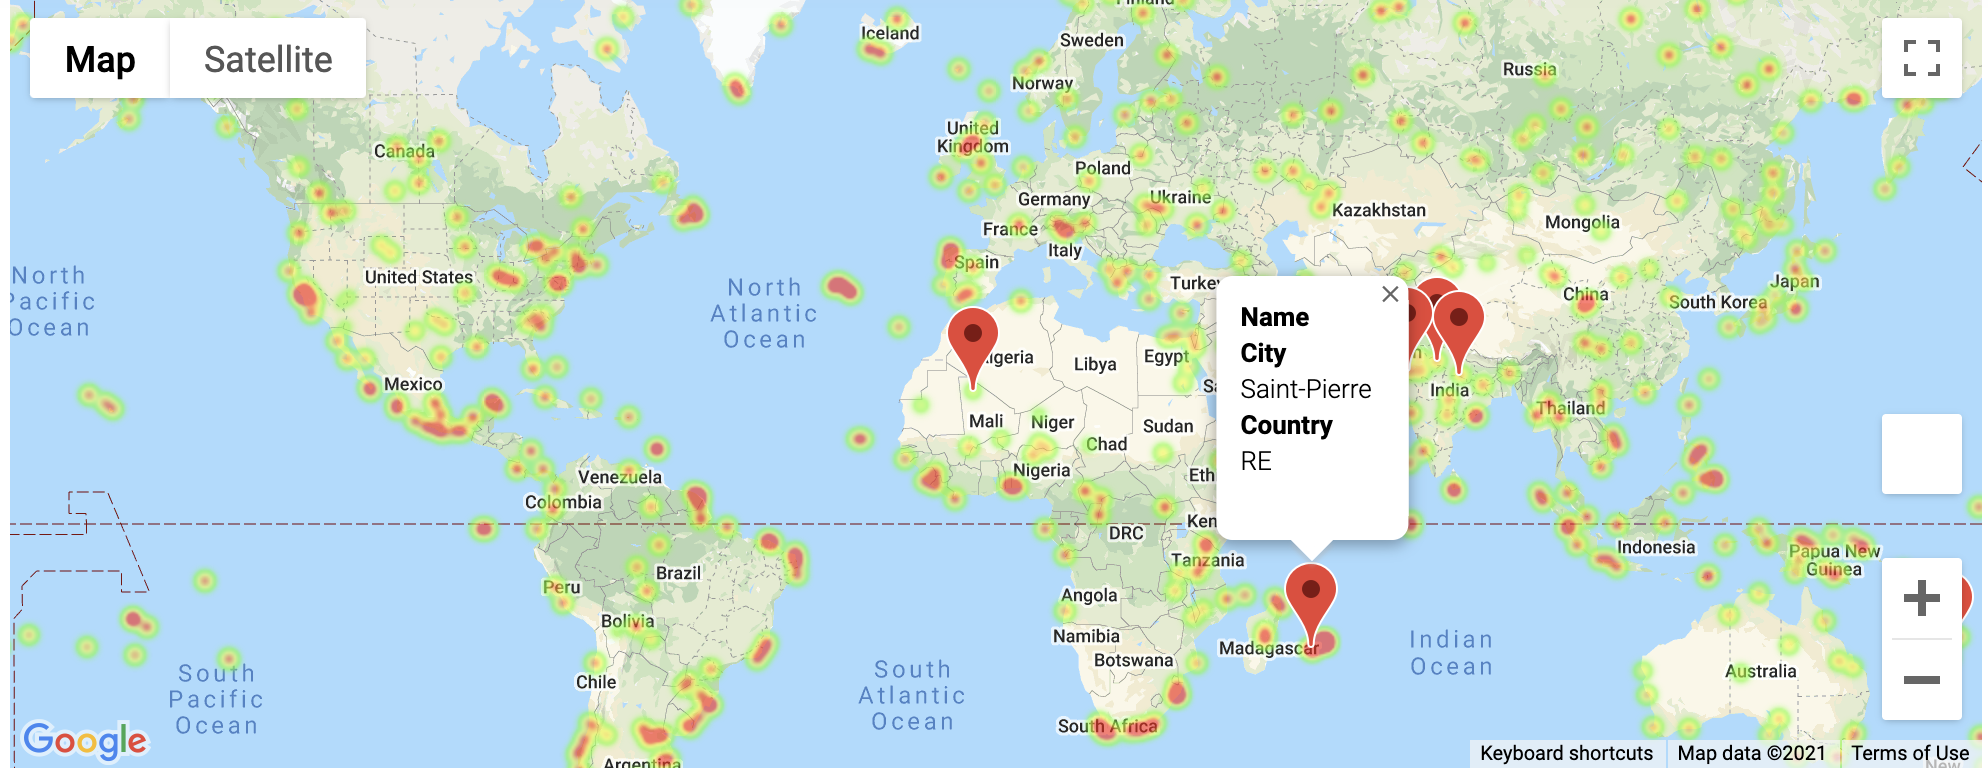 Finland
Iceland
Sweden
Map
Satellite
Norway
Russia
United
Kingdom
Canada
Poland
Germany
Ukraine
Kazakhstan
Mongolia
France
Italy
Spain
United States
North
Pacific
Ocean
North
Atlantic
Ocean
Turkey
China
South Korea
Japan
Name
City
Saint-Pierre
Country
RE
Algeria
Libya
Egypt
Mexico
India
Mali
Niger
Chad
Sudan
Thailand
Nigeria
Eth
Venezuela
Colombia
DRC
Ken
Tanzania
Indonesia
Papua New
Guinea
Peru
Brazil
Angola
Bolivia
Namibia
Botswana
Madagascar
Indian
Ocean
Australia
South
Pacific
Ocean
Chile
South
Atlantic
Ocean
South Africa
Argentina
Google
Keyboard shortcuts
Map data ©2021
Terms of Use
New